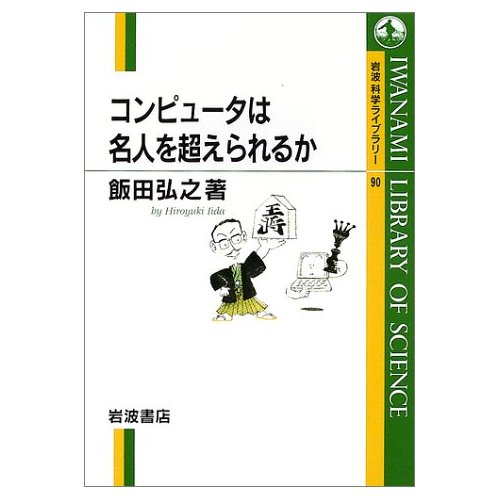 コンピュータは
名人を超えられるか
飯田弘之著
by Hiroyuki Iida
王将
岩波書店
岩波 科学ライブラリー 90
IWANAMI LIBRARY OF SCIENCE